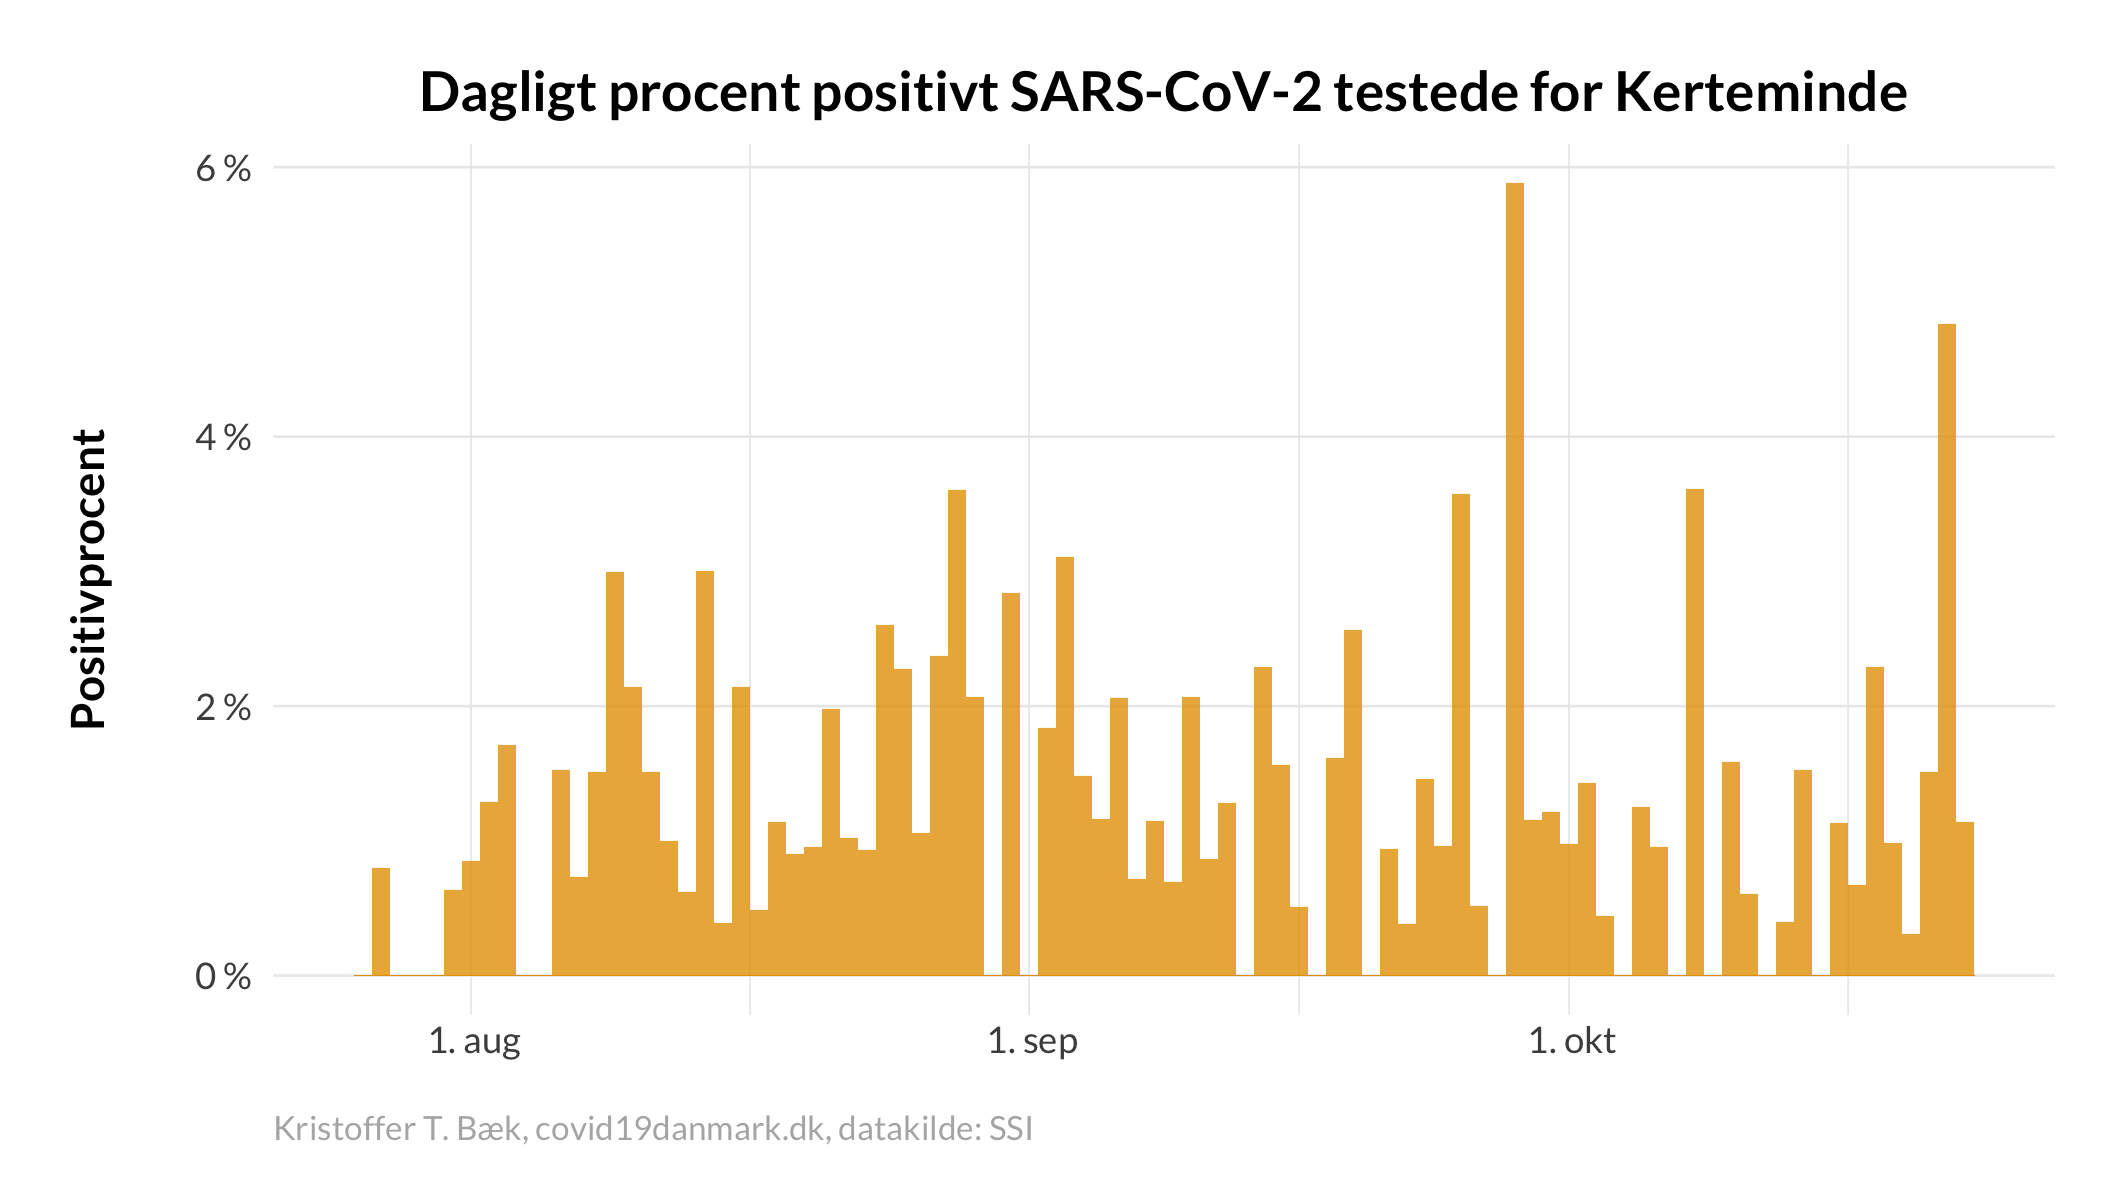 Dagligt procent positivt SARS-CoV-2 testede for Kerteminde
Positivprocent
6 %
4 %
2 %
0 %
1. aug
1. sep
1. okt
Kristoffer T. Bæk, covid19danmark.dk, datakilde: SSI